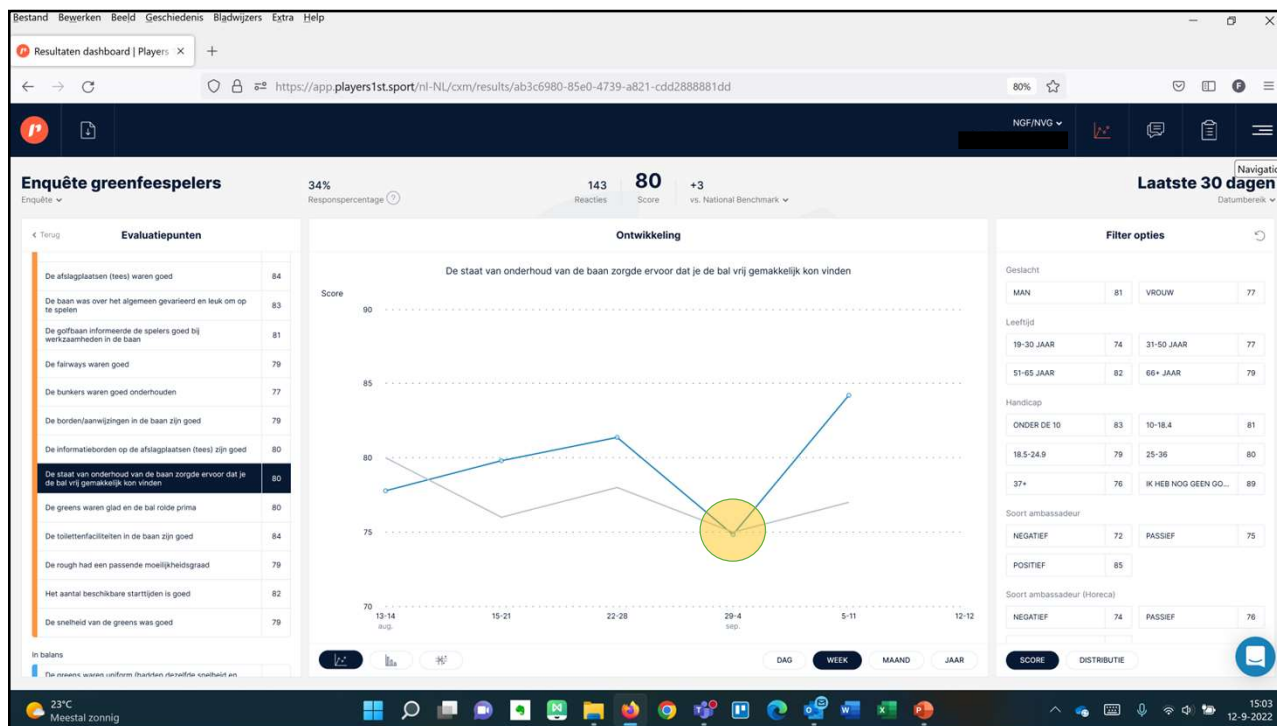 Bestand Bewerken Beeld Geschiedenis Bladwijzers Extra Help
Resultaten dashboard | Players
https://app.players1st.sport/nl-NL/cxm/results/ab3c6980-85e0-4739-a821-cdd2888881dd
80%
NGF/NVG
Navigatic
Enquête greenfeespelers
Enquête
34%
Responspercentage
143
Reacties
80
Score
+3
vs. National Benchmark
Laatste 30 dagen
Datumbereik
Terug
Evaluatiepunten
De afslagplaatsen (tees) waren goed 84
De baan was over het algemeen gevarieerd en leuk om op
te spelen 83
De golfbaan informeerde de spelers goed bij
werkzaamheden in de baan 81
De fairways waren goed 79
De bunkers waren goed onderhouden 77
De borden/aanwijzingen in de baan zijn goed 79
De informatieborden op de afslagplaatsen (tees) zijn goed 80
De staat van onderhoud van de baan zorgde ervoor dat je
de bal vrij gemakkelijk kon vinden 80
De greens waren glad en de bal rolde prima 80
De toilettenfaciliteiten in de baan zijn goed 84
De rough had een passende moeilijkheidsgraad 79
Het aantal beschikbare starttijden is goed 82
De snelheid van de greens was goed 79
In balans
De greens waren uniform (hadden dezelfde snelheid en
Ontwikkeling
De staat van onderhoud van de baan zorgde ervoor dat je de bal vrij gemakkelijk kon vinden
Score
90
85
80
75
70
13-14 15-21 22-28 29-4 5-11 12-12
aug. sep.
DAG WEEK MAAND JAAR
Filter opties
Geslacht
MAN 81 VROUW 77
Leeftijd
19-30 JAAR 74 31-50 JAAR 77
51-65 JAAR 82 66+ JAAR 79
Handicap
ONDER DE 10 83 10-18.4 81
18.5-24.9 79 25-36 80
37+ 76 IK HEB NOG GEEN GO... 89
Soort ambassadeur
NEGATIEF 72 PASSIEF 75
POSITIEF 85
Soort ambassadeur (Horeca)
NEGATIEF 74 PASSIEF 76
SCORE DISTRIBUTIE
23°C
Meestal zonnig
15:03
12-9-2022